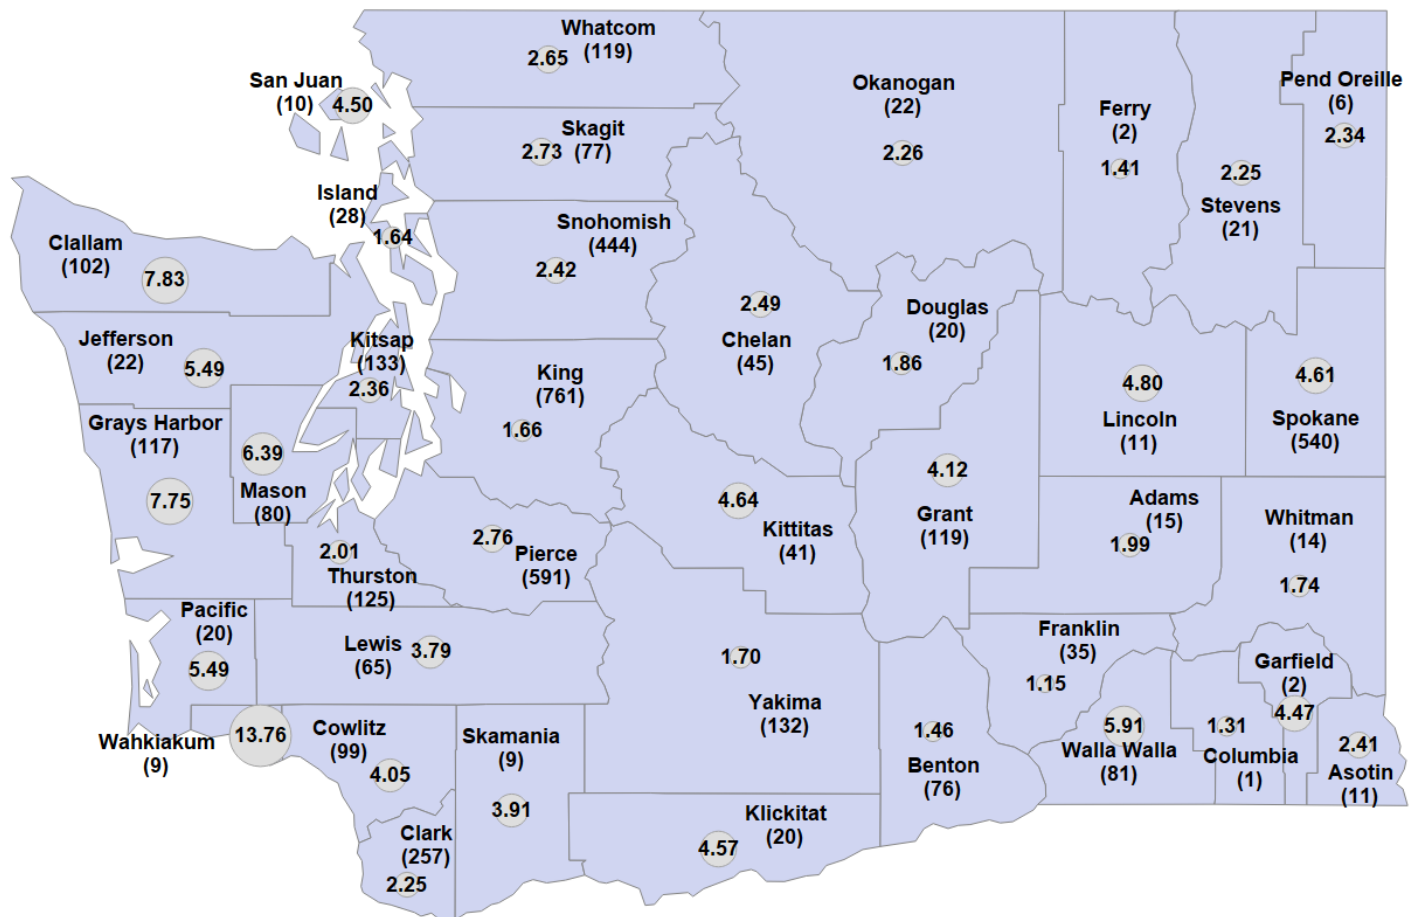 Whatcom
(119)
2.65
San Juan
(10)
4.50
Okanogan
(22)
2.26
Ferry
(2)
1.41
Pend Oreille
(6)
2.34
Skagit
(77)
2.73
Stevens
(21)
2.25
Island
(28)
1.64
Snohomish
(444)
2.42
Clallam
(102)
7.83
Chelan
(45)
2.49
Douglas
(20)
1.86
Jefferson
(22)
5.49
Kitsap
(133)
2.36
King
(761)
1.66
4.80
Lincoln
(11)
4.61
Spokane
(540)
Grays Harbor
(117)
7.75
6.39
Mason
(80)
4.64
Kittitas
(41)
4.12
Grant
(119)
Adams
(15)
1.99
Whitman
(14)
1.74
2.01
Thurston
(125)
2.76
Pierce
(591)
Pacific
(20)
5.49
Lewis
(65)
3.79
1.70
Yakima
(132)
Franklin
(35)
1.15
Garfield
(2)
4.47
13.76
Wahkiakum
(9)
Cowlitz
(99)
4.05
Skamania
(9)
3.91
1.46
Benton
(76)
5.91
Walla Walla
(81)
1.31
Columbia
(1)
2.41
Asotin
(11)
Clark
(257)
2.25
Klickitat
(20)
4.57